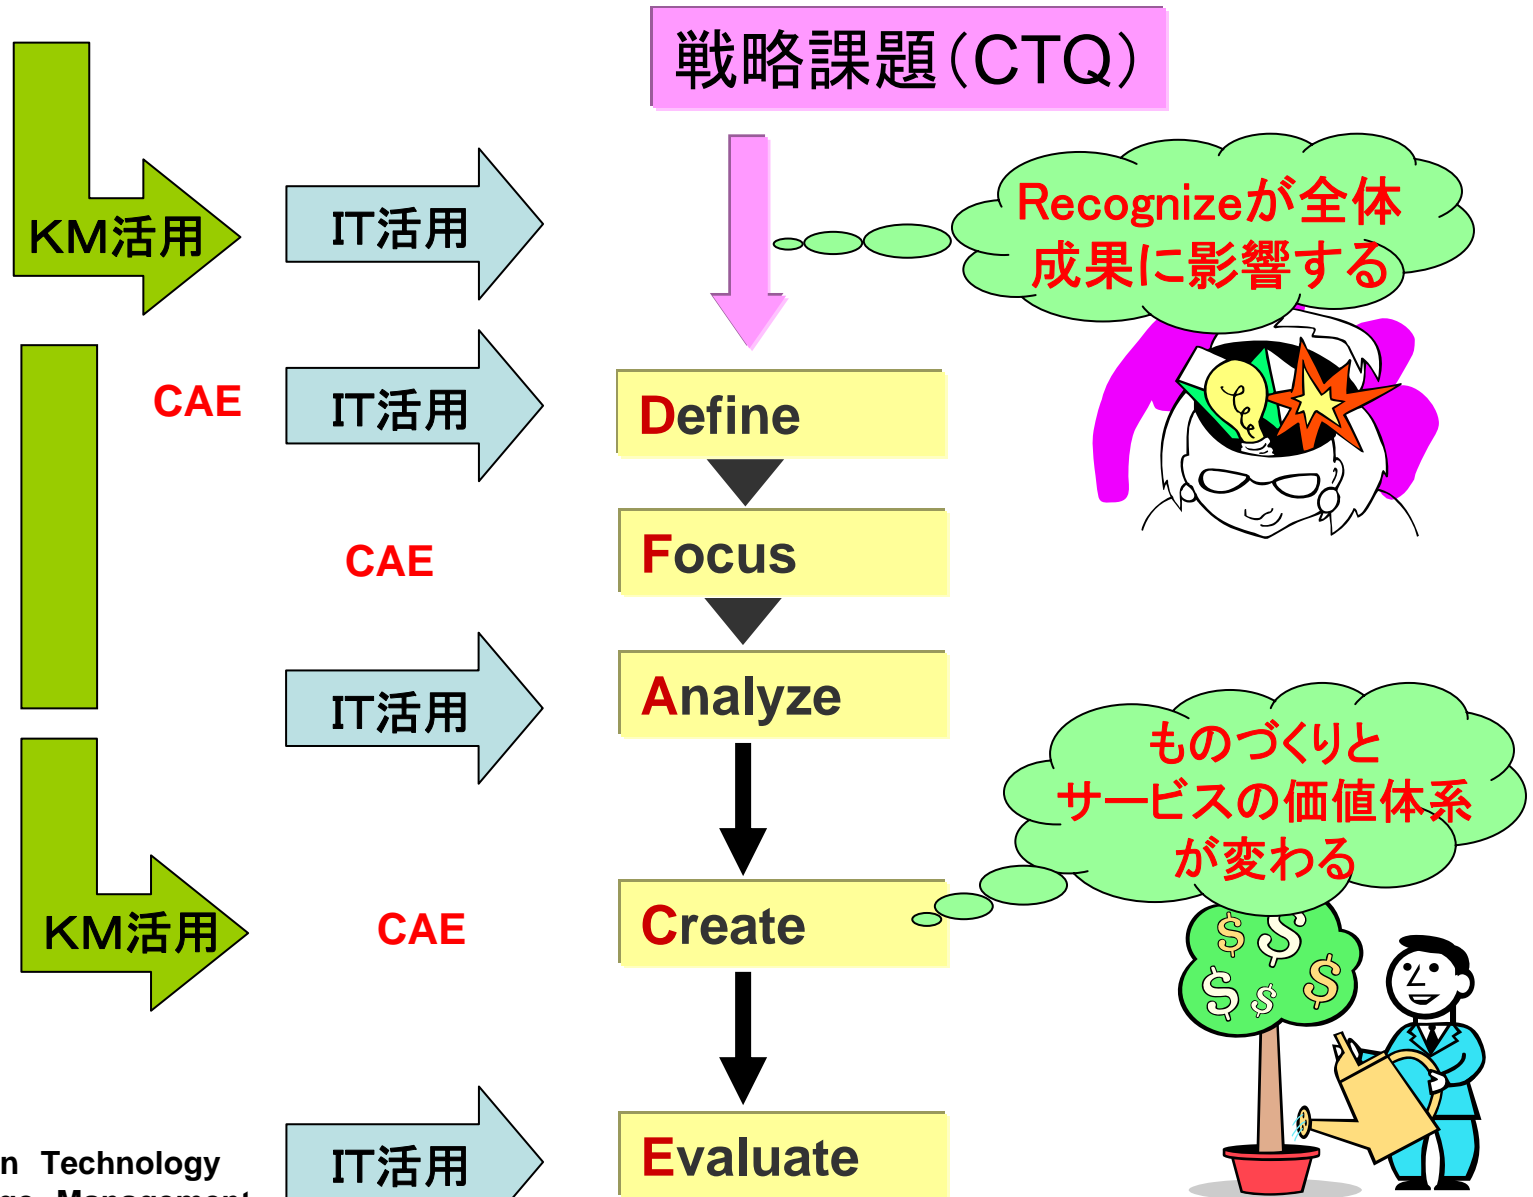 戦略課題（CTQ）
KM活用
IT活用
Recognizeが全体
成果に影響する
CAE
IT活用
Define
CAE
Focus
IT活用
Analyze
ものづくりと
サービスの価値体系
が変わる
KM活用
CAE
Create
$ $ $ $ $
IT活用
Evaluate
n Technology
Management